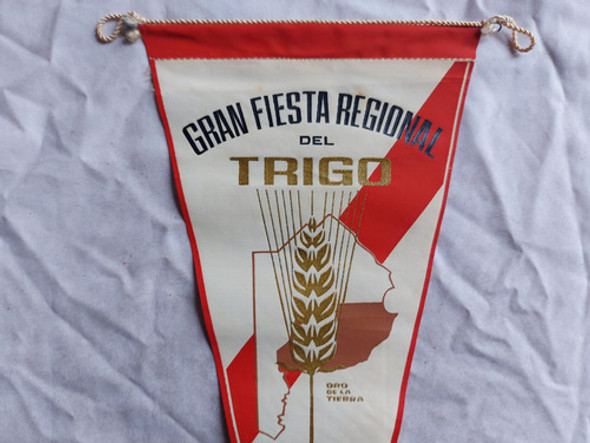 GRAN FIESTA REGIONAL
DEL
TRIGO
ORO
DE LA
TIERRA